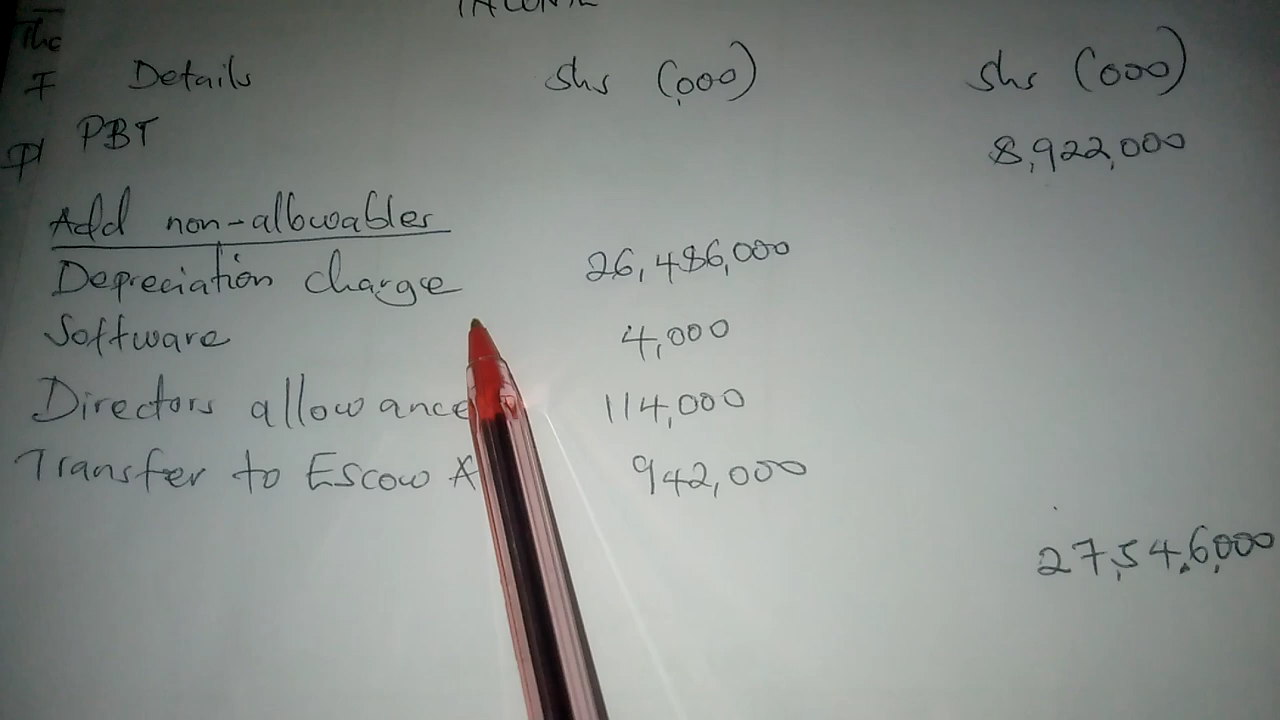 The
F Details Shs (,000) Shs (000)
PBT 8,922,000
Add non-allowables
Depreciation charge 26,486,000
Software 4,000
Directors allowance 114,000
Transfer to Escow A 942,000
27,546,000